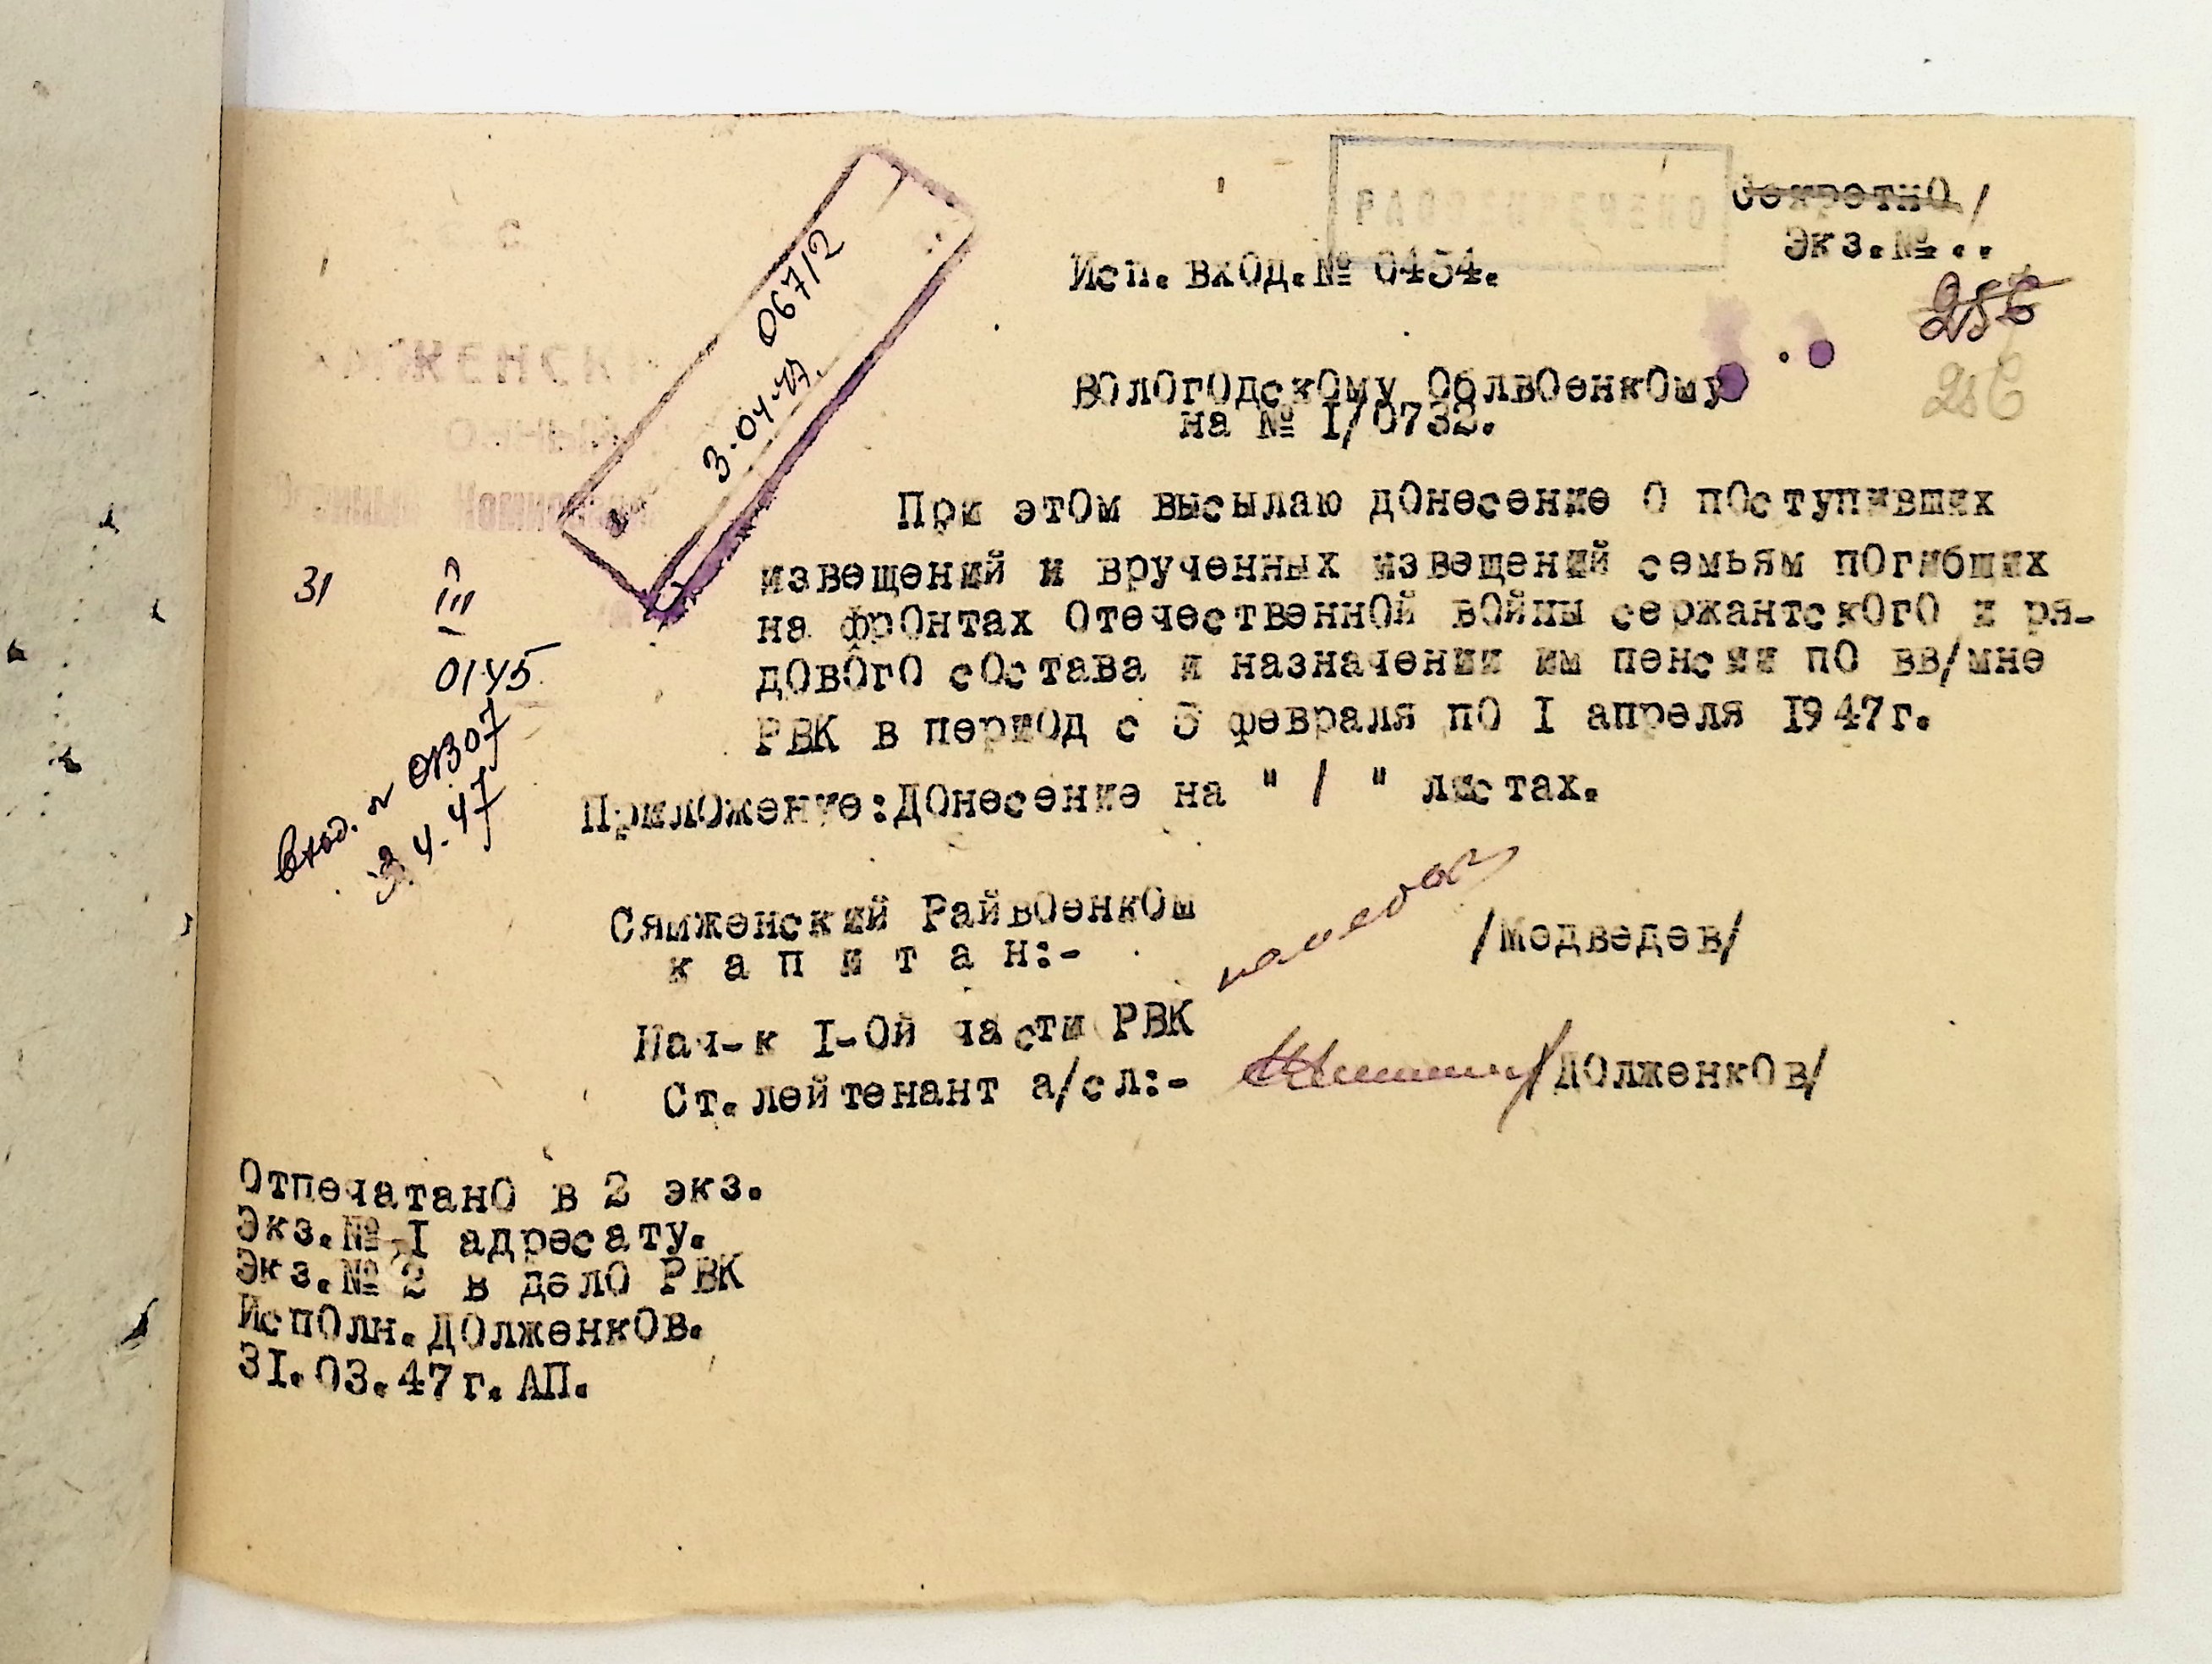 РАССЕКРЕЧЕНО
Секретно/
Экз.№..
Исп. вход.№ 0454.
256
256
06712
3.04.47.
Вологодскому Облвоенкому
на № I/0732.
При этом высылаю донесение о поступивших
извещений и врученных извещений семьям погибших
на фронтах Отечественной войны сержантского и ря-
дового состава и назначении им пенсии по вв/мне
РВК в период с 5 февраля по I апреля 1947г.
31 III
0145
Вход. № 01307
3.4.47
Приложение:Донесение на " / " листах.
Сямженский Райвоенком
к а п и т а н:- /Медведев/
Нач-к I-ой части РВК
Ст.лейтенант а/сл:- /Долженков/
Отпечатано в 2 экз.
Экз.№-I адресату.
Экз.№ 2 в дело РВК
Исполн.Долженков.
3I.03.47г.АП.